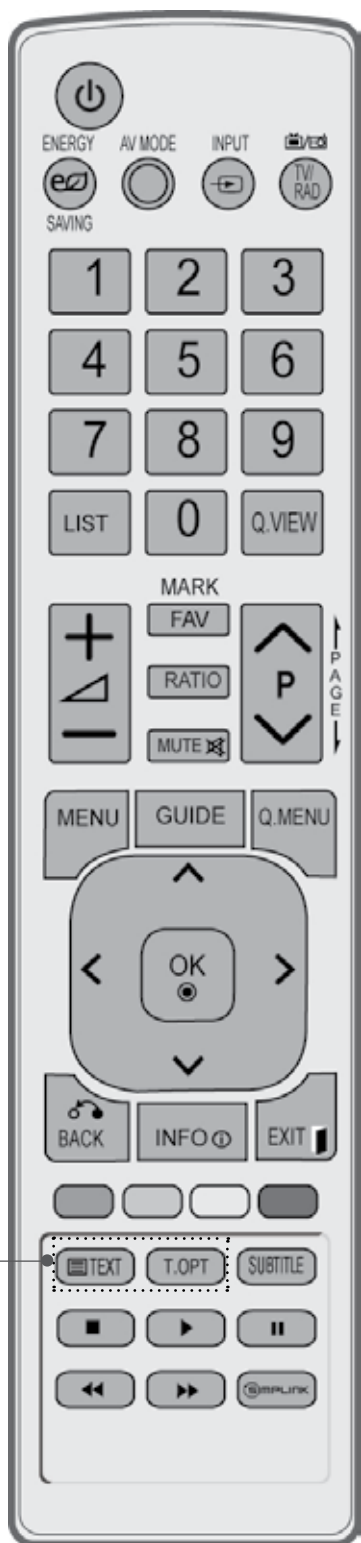 ENERGY AV MODE INPUT
TV/
RAD
SAVING
1 2 3
4 5 6
7 8 9
LIST 0 Q.VIEW
MARK
FAV
RATIO P PAGE
MUTE
MENU GUIDE Q.MENU
OK
BACK INFO EXIT
TEXT T.OPT SUBTITLE
SIMPLINK